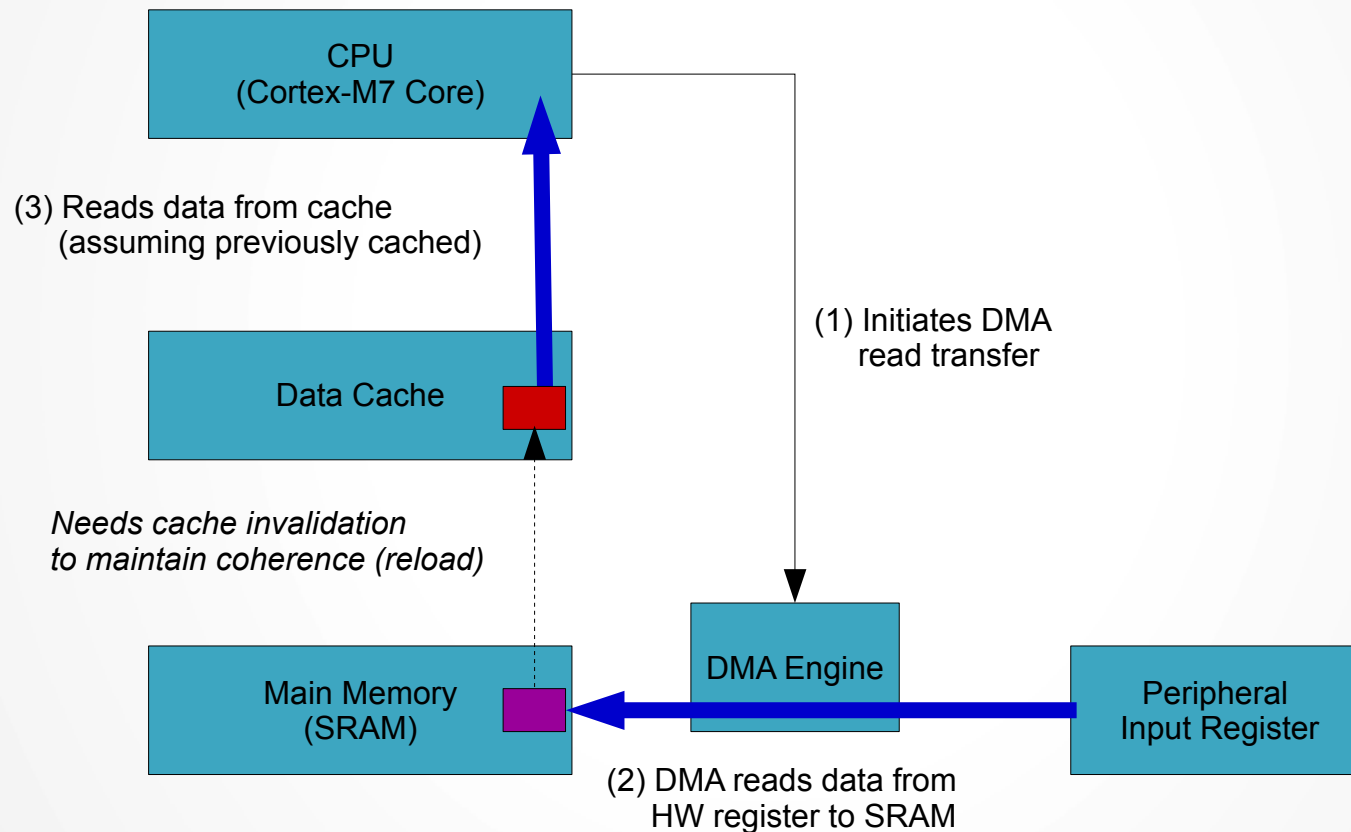 CPU
(Cortex-M7 Core)
(3) Reads data from cache
(assuming previously cached)
(1) Initiates DMA
read transfer
Data Cache
Needs cache invalidation
to maintain coherence (reload)
DMA Engine
Main Memory
(SRAM)
Peripheral
Input Register
(2) DMA reads data from
HW register to SRAM